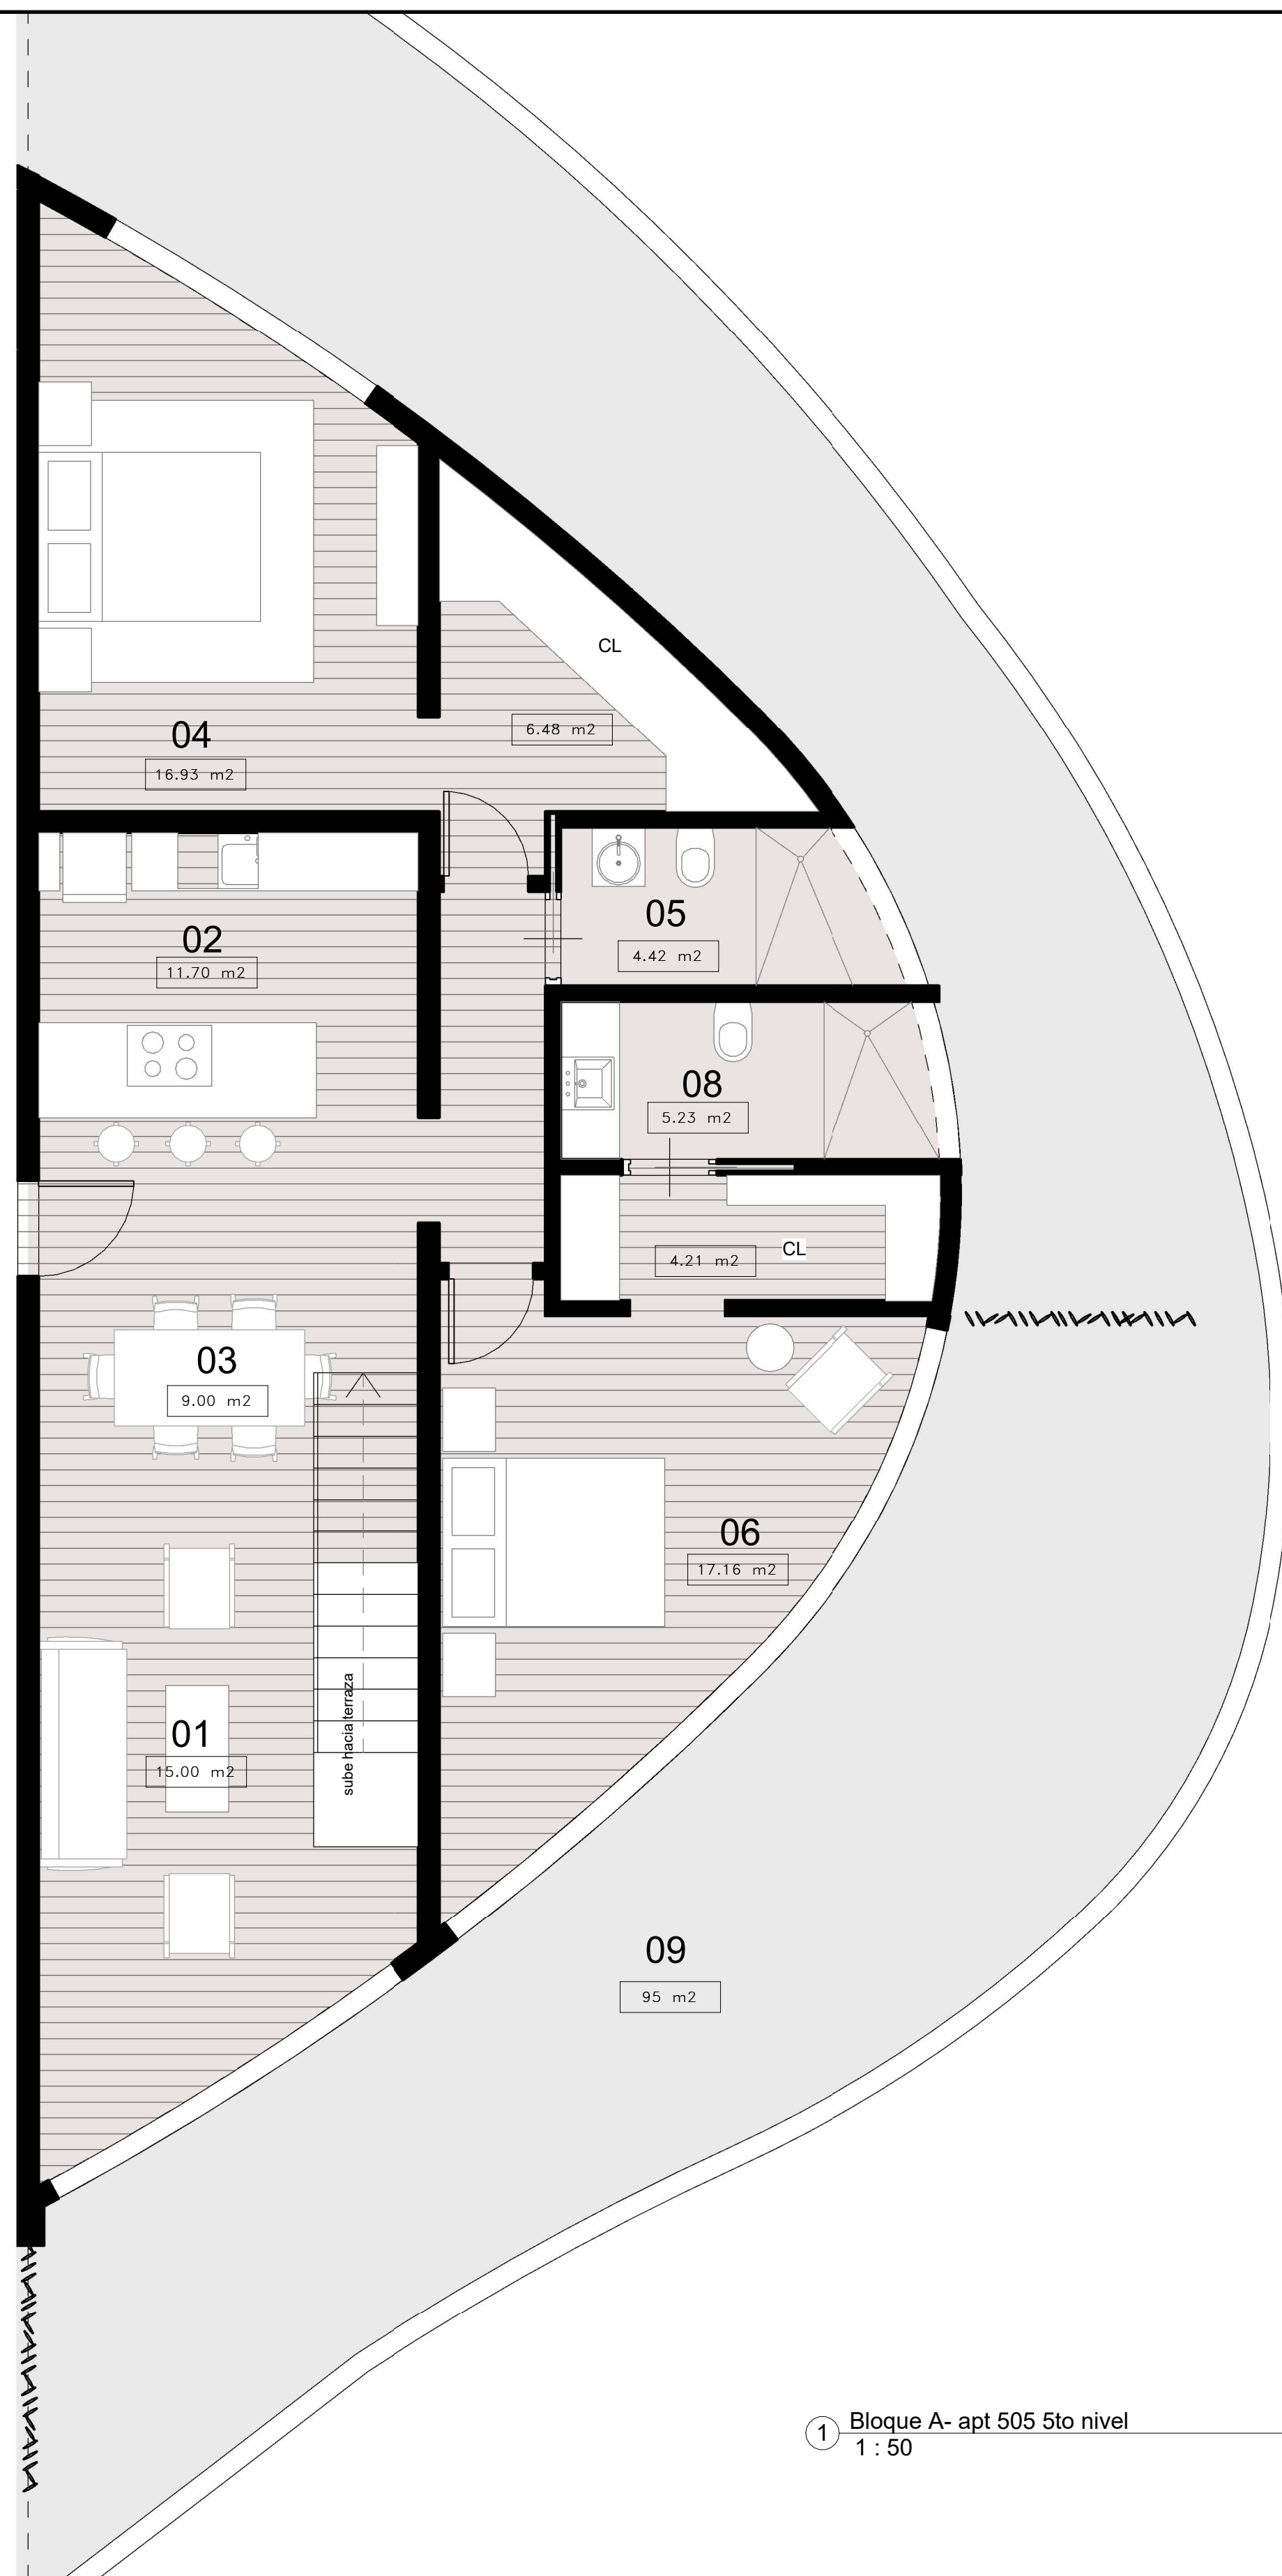 CL
6.48 m2
04
16.93 m2
02
11.70 m2
05
4.42 m2
08
5.23 m2
CL
4.21 m2
03
9.00 m2
06
17.16 m2
sube hacia terraza
01
15.00 m2
09
95 m2
1 Bloque A- apt 505 5to nivel
1 : 50